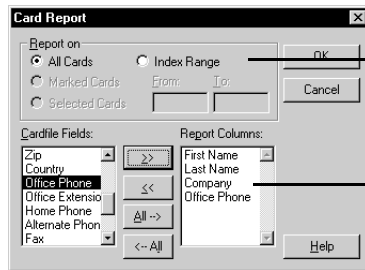 Card Report
Report on
All Cards
Index Range
Marked Cards
From:
To:
Selected Cards
OK
Cancel
Cardfile Fields:
Report Columns:
Zip
Country
Office Phone
Office Extensio
Home Phone
Alternate Phon
Fax
>>
<<
All -->
<-- All
First Name
Last Name
Company
Office Phone
Help